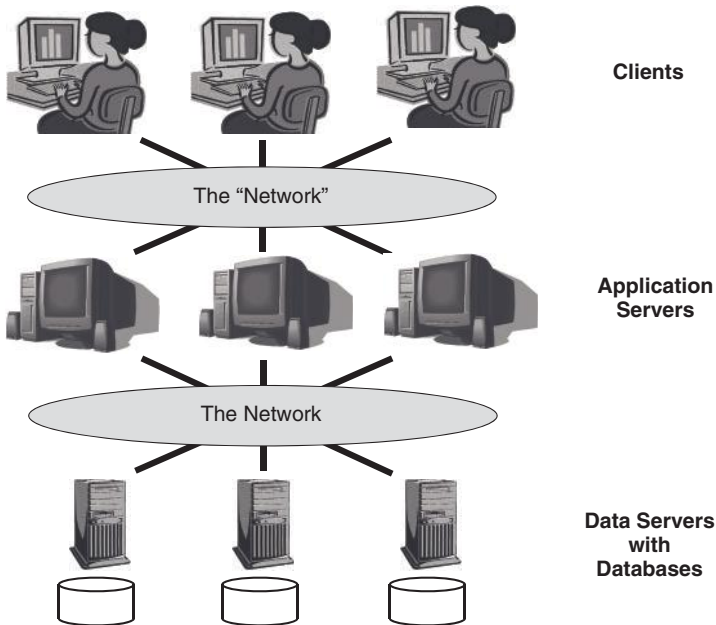 Clients
The “Network”
Application
Servers
The Network
Data Servers
with
Databases